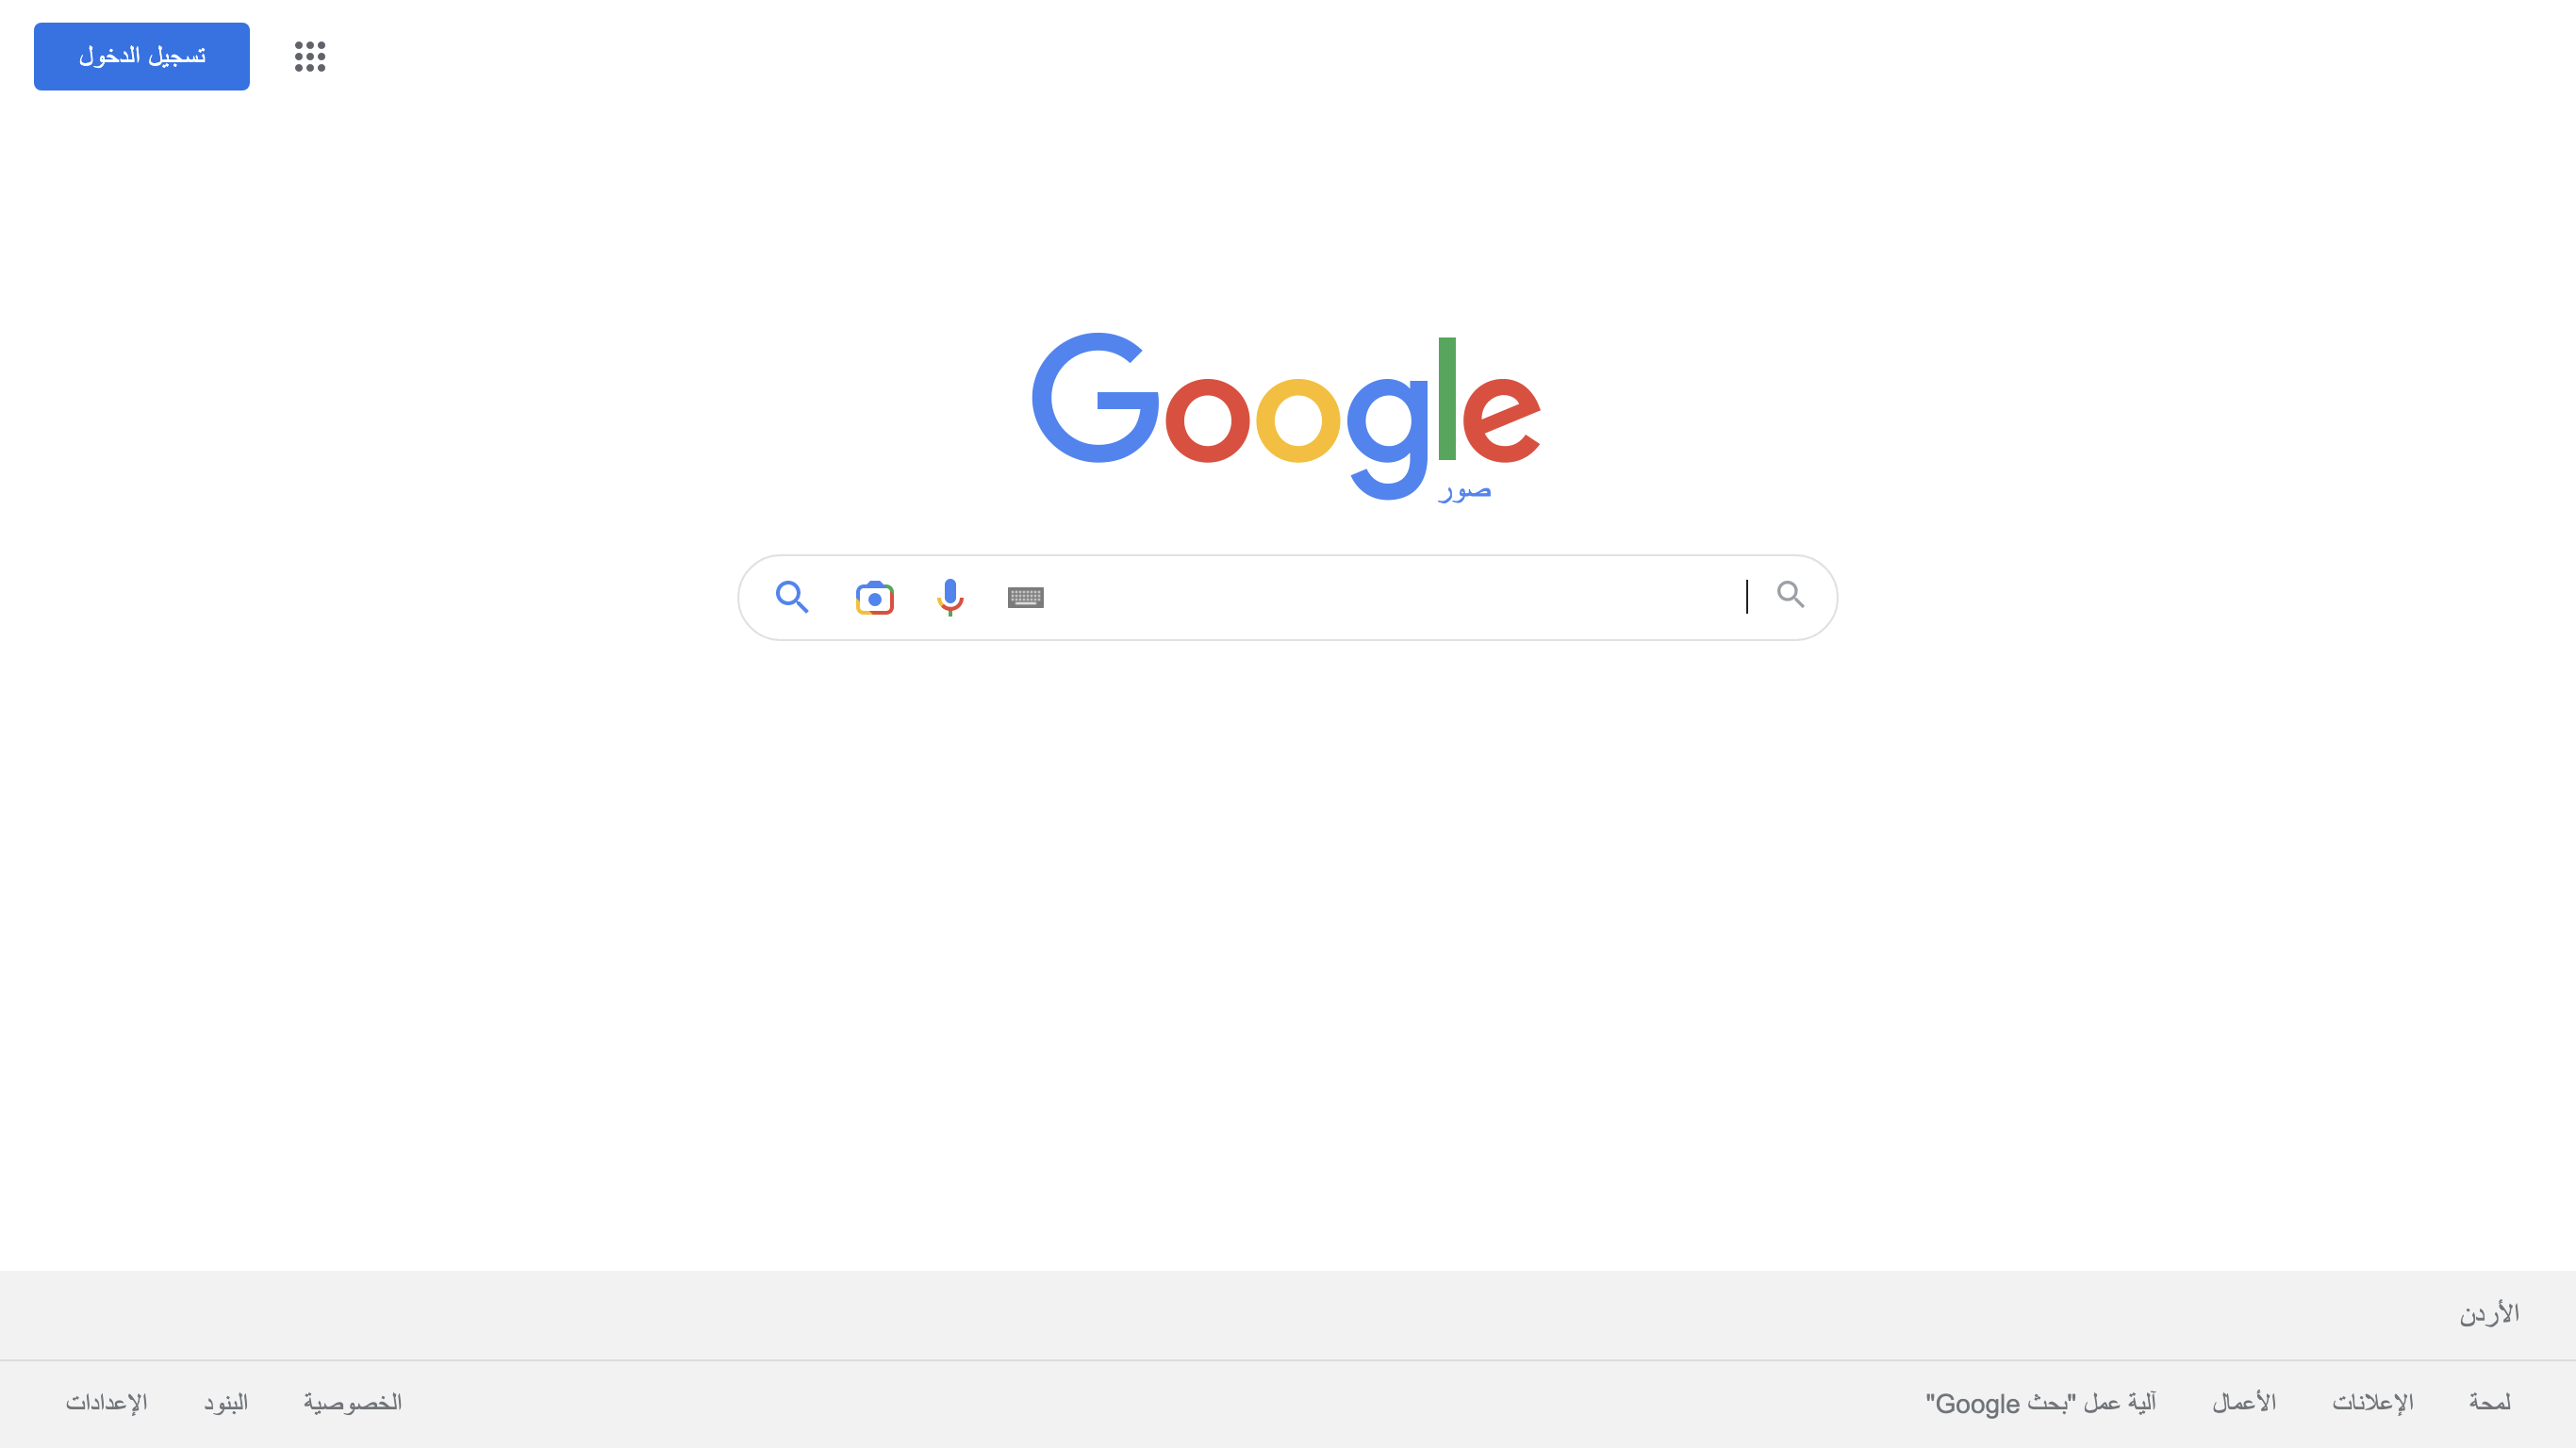 تسجيل الدخول
Google
صور
الأردن
لمحة
الإعلانات
الأعمال
آلية عمل "بحث Google"
الخصوصية
البنود
الإعدادات